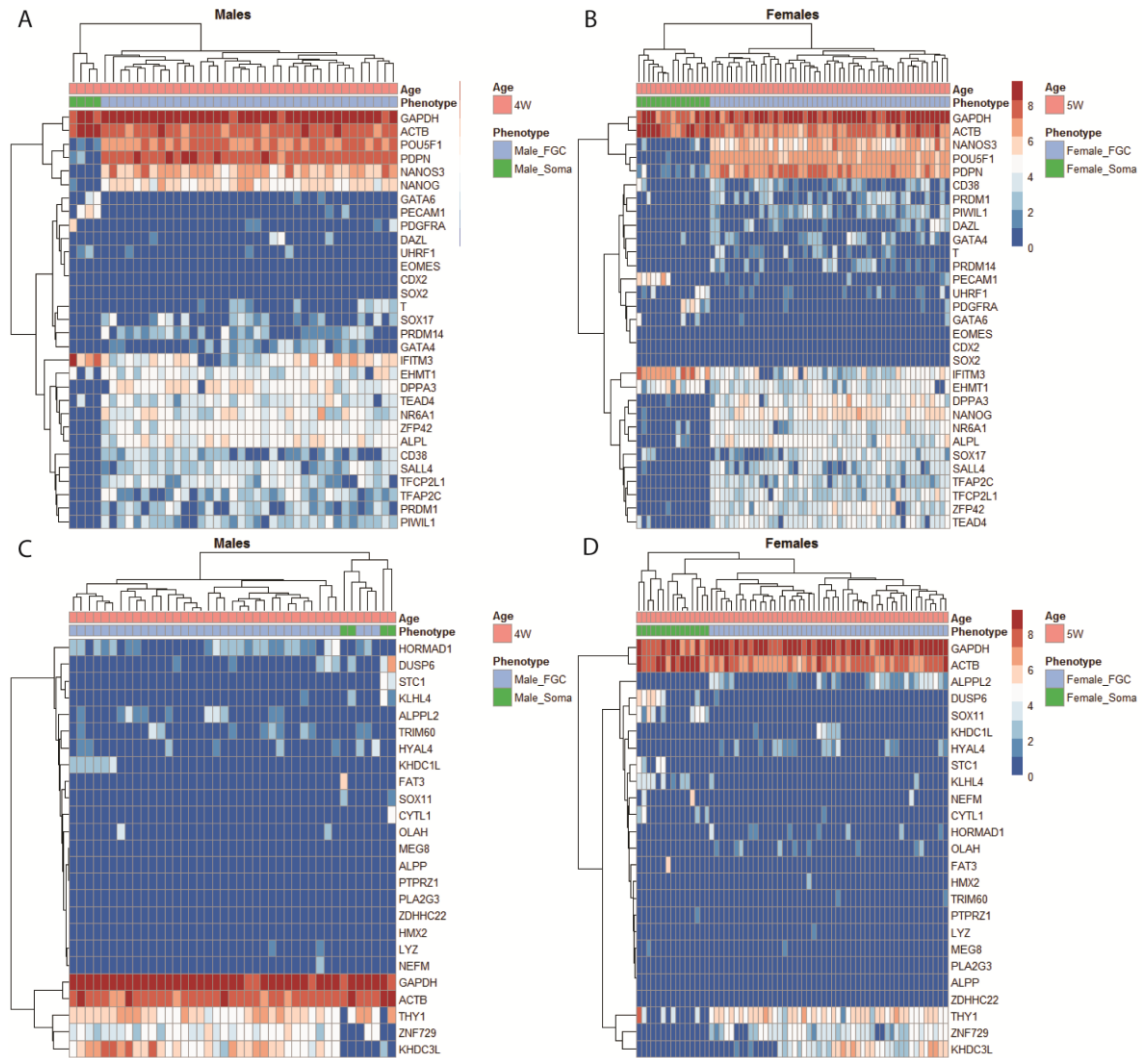 A
Males
Age
Phenotype
GAPDH
ACTB
POU5F1
PDPN
NANOS3
NANOG
GATA6
PECAM1
PDGFRA
DAZL
UHRF1
EOMES
CDX2
SOX2
T
SOX17
PRDM14
GATA4
IFITM3
EHMT1
DPPA3
TEAD4
NR6A1
ZFP42
ALPL
CD38
SALL4
TFCP2L1
TFAP2C
PRDM1
PIWIL1
Age
4W
Phenotype
Male_FGC
Male_Soma
B
Females
Age
Phenotype
GAPDH
ACTB
NANOS3
POU5F1
PDPN
CD38
PRDM1
PIWIL1
DAZL
GATA4
T
PRDM14
PECAM1
UHRF1
PDGFRA
GATA6
EOMES
CDX2
SOX2
IFITM3
EHMT1
DPPA3
NANOG
NR6A1
ALPL
SOX17
SALL4
TFAP2C
TFCP2L1
ZFP42
TEAD4
8
6
4
2
0
Age
5W
Phenotype
Female_FGC
Female_Soma
C
Males
Age
Phenotype
HORMAD1
DUSP6
STC1
KLHL4
ALPPL2
TRIM60
HYAL4
KHDC1L
FAT3
SOX11
CYTL1
OLAH
MEG8
ALPP
PTPRZ1
PLA2G3
ZDHHC22
HMX2
LYZ
NEFM
GAPDH
ACTB
THY1
ZNF729
KHDC3L
Age
4W
Phenotype
Male_FGC
Male_Soma
D
Females
Age
Phenotype
GAPDH
ACTB
ALPPL2
DUSP6
SOX11
KHDC1L
HYAL4
STC1
KLHL4
NEFM
CYTL1
HORMAD1
OLAH
FAT3
HMX2
TRIM60
PTPRZ1
LYZ
MEG8
PLA2G3
ALPP
ZDHHC22
THY1
ZNF729
KHDC3L
8
6
4
2
0
Age
5W
Phenotype
Female_FGC
Female_Soma